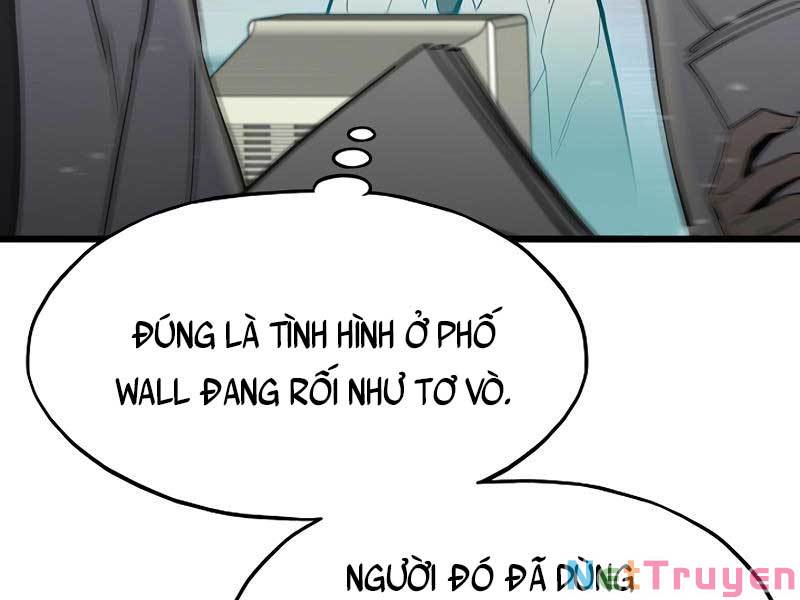 ĐÚNG LÀ TÌNH HÌNH Ở PHỐ
WALL ĐANG RỐI NHƯ TƠ VÒ.
NGƯỜI ĐÓ ĐÃ DÙNG
NetTruyen